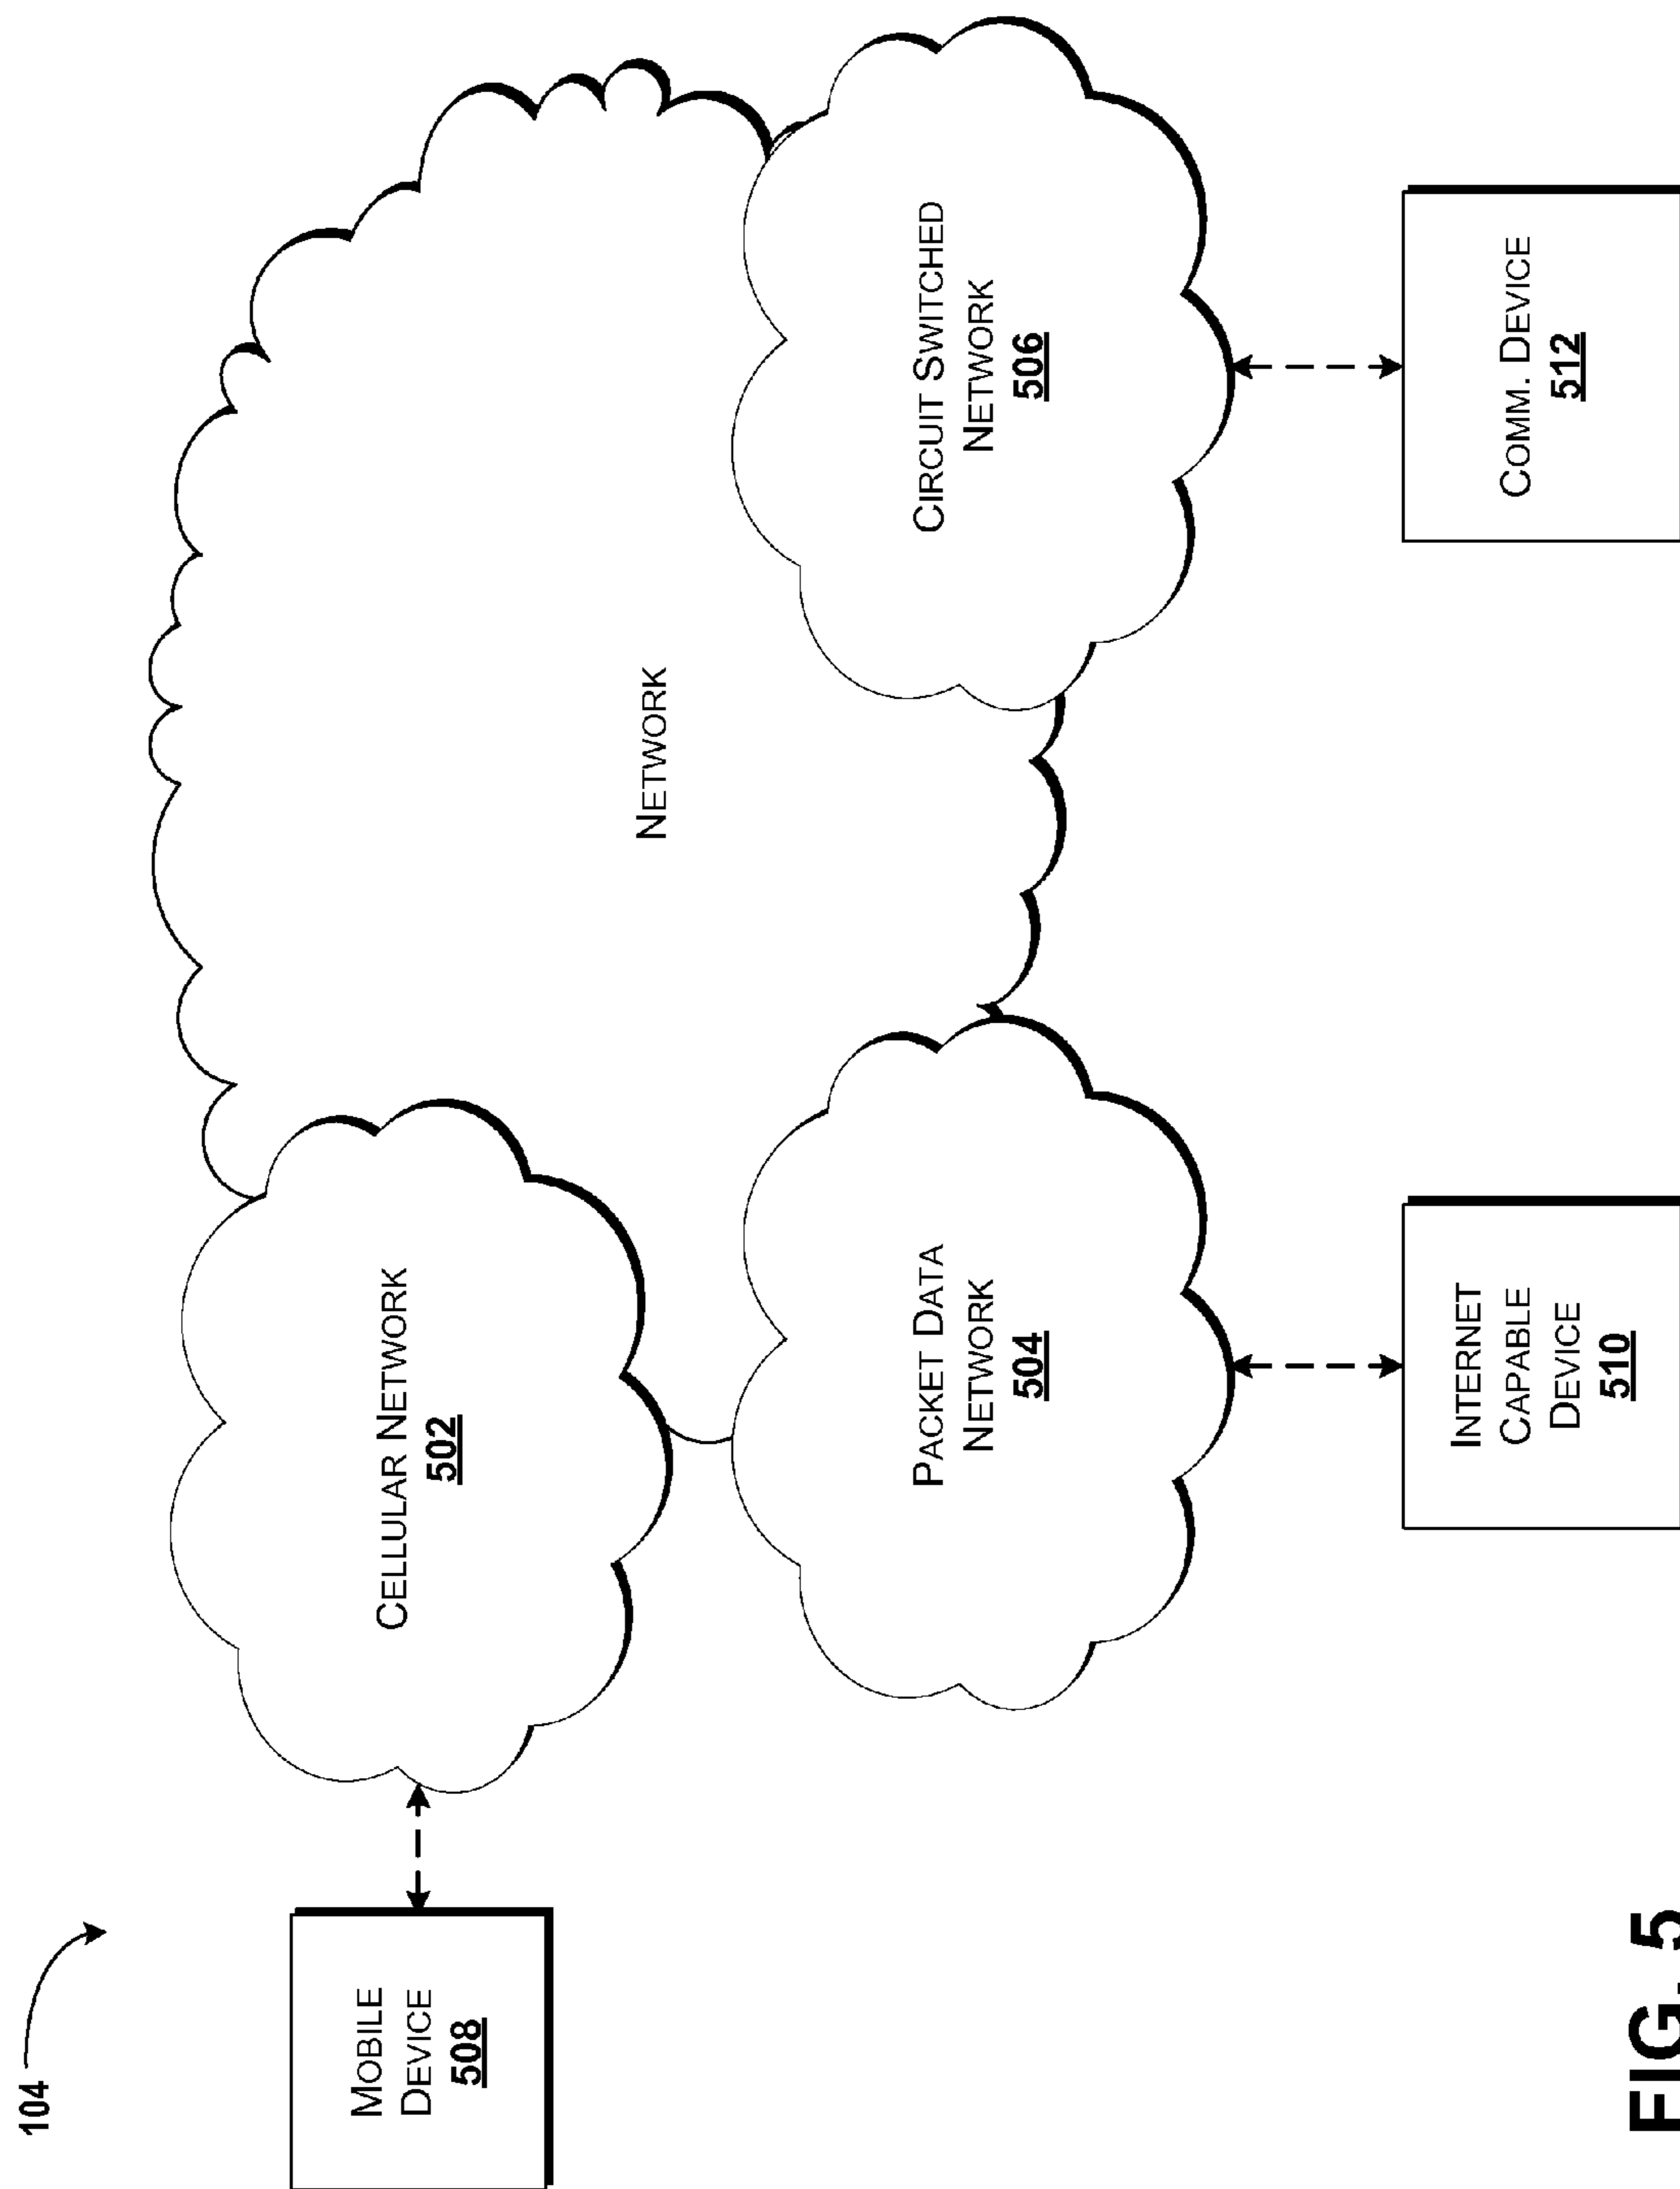 104
MOBILE
DEVICE
508
CELLULAR NETWORK
502
NETWORK
PACKET DATA
NETWORK
504
CIRCUIT SWITCHED
NETWORK
506
INTERNET
CAPABLE
DEVICE
510
COMM. DEVICE
512
FIG. 5